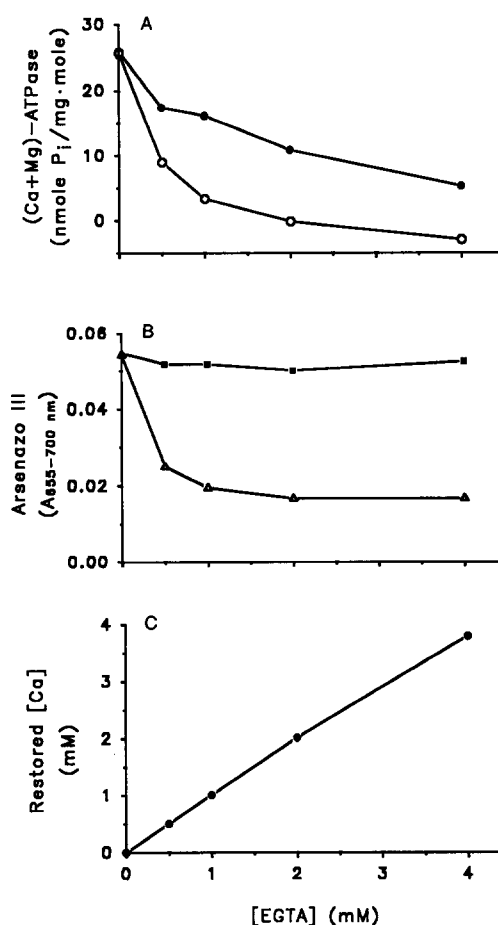 A
(Ca+Mg)-ATPase
(nmole Pi/mg·mole)
30
20
10
0
B
Arsenazo III
(A655-700 nm)
0.06
0.04
0.02
0.00
C
Restored [Ca]
(mM)
4
3
2
1
0
0 1 2 3 4
[EGTA] (mM)